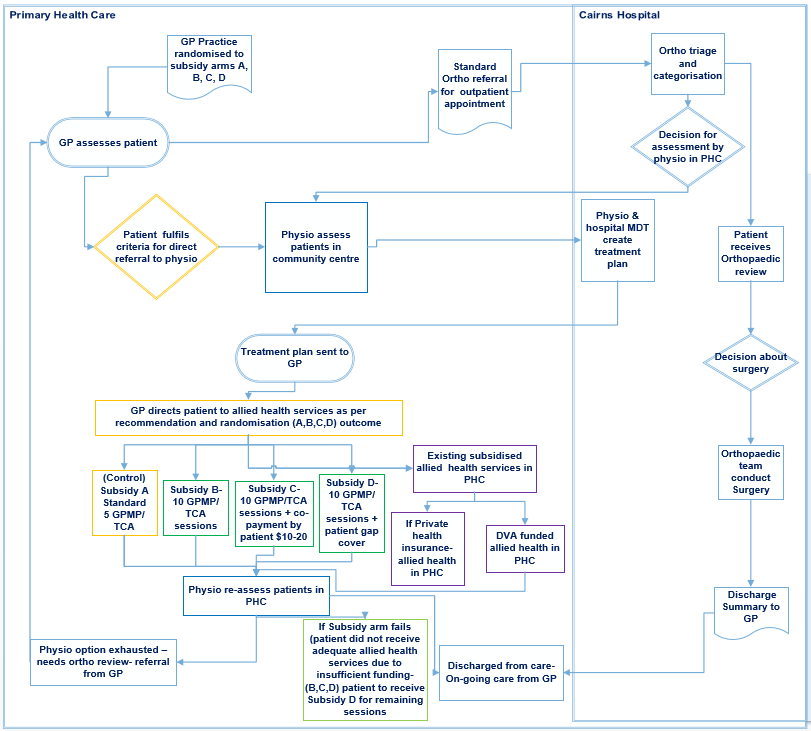 Primary Health Care
Cairns Hospital
GP Practice
randomised to
subsidy arms A,
B, C, D
Standard
Ortho referral
for outpatient
appointment
Ortho triage
and
categorisation
GP assesses patient
Decision for
assessment by
physio in PHC
Patient fulfils
criteria for direct
referral to physio
Physio assess
patients in
community centre
Physio &
hospital MDT
create
treatment
plan
Patient
receives
Orthopaedic
review
Treatment plan sent to
GP
Decision about
surgery
GP directs patient to allied health services as per
recommendation and randomisation (A,B,C,D) outcome
(Control)
Subsidy A
Standard
5 GPMP/
TCA
Subsidy B-
10 GPMP/
TCA
sessions
Subsidy C-
10 GPMP/TCA
sessions + co-
payment by
patient $10-20
Subsidy D-
10 GPMP/
TCA
sessions +
patient gap
cover
Existing subsidised
allied health services in
PHC
If Private
health
insurance-
allied health
in PHC
DVA funded
allied health in
PHC
Orthopaedic
team
conduct
Surgery
Physio re-assess patients in
PHC
Discharge
Summary to
GP
Physio option exhausted –
needs ortho review- referral
from GP
If Subsidy arm fails
(patient did not receive
adequate allied health
services due to
insufficient funding-
(B,C,D) patient to receive
Subsidy D for remaining
sessions
Discharged from care-
On-going care from GP